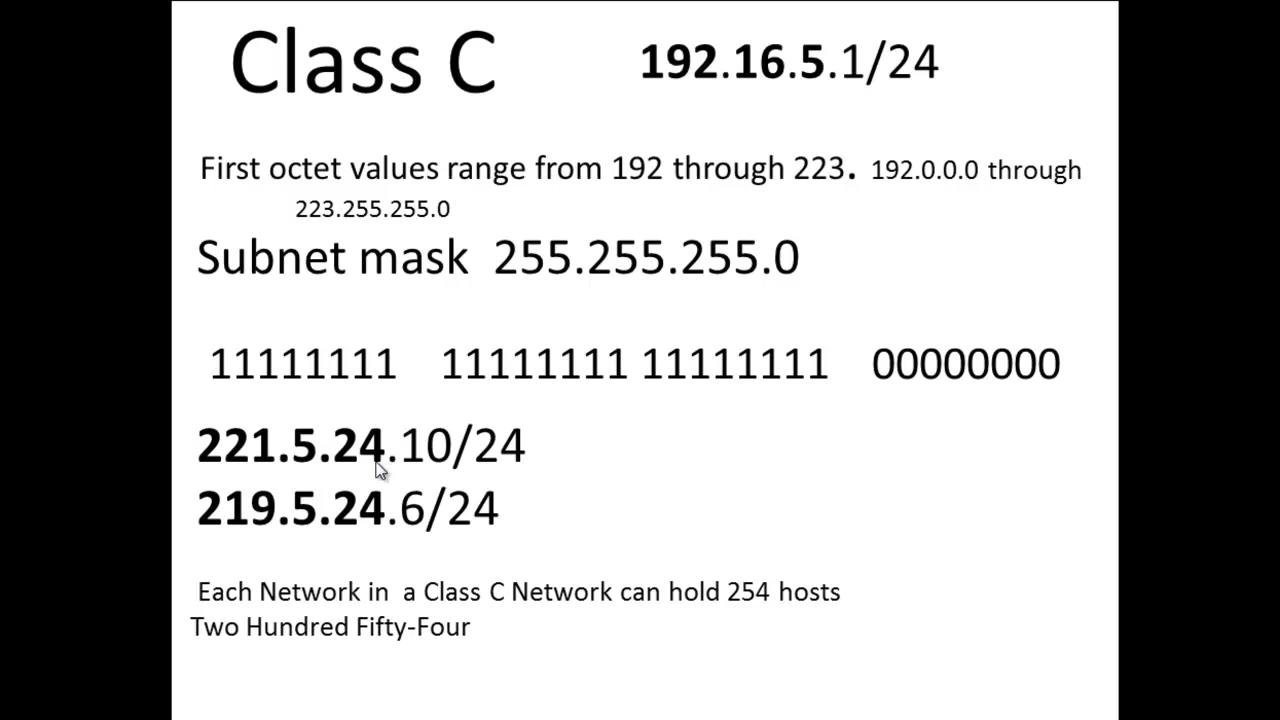 Class C 192.16.5.1/24
First octet values range from 192 through 223. 192.0.0.0 through
223.255.255.0
Subnet mask 255.255.255.0
11111111 11111111 11111111 00000000
221.5.24.10/24
219.5.24.6/24
Each Network in a Class C Network can hold 254 hosts
Two Hundred Fifty-Four